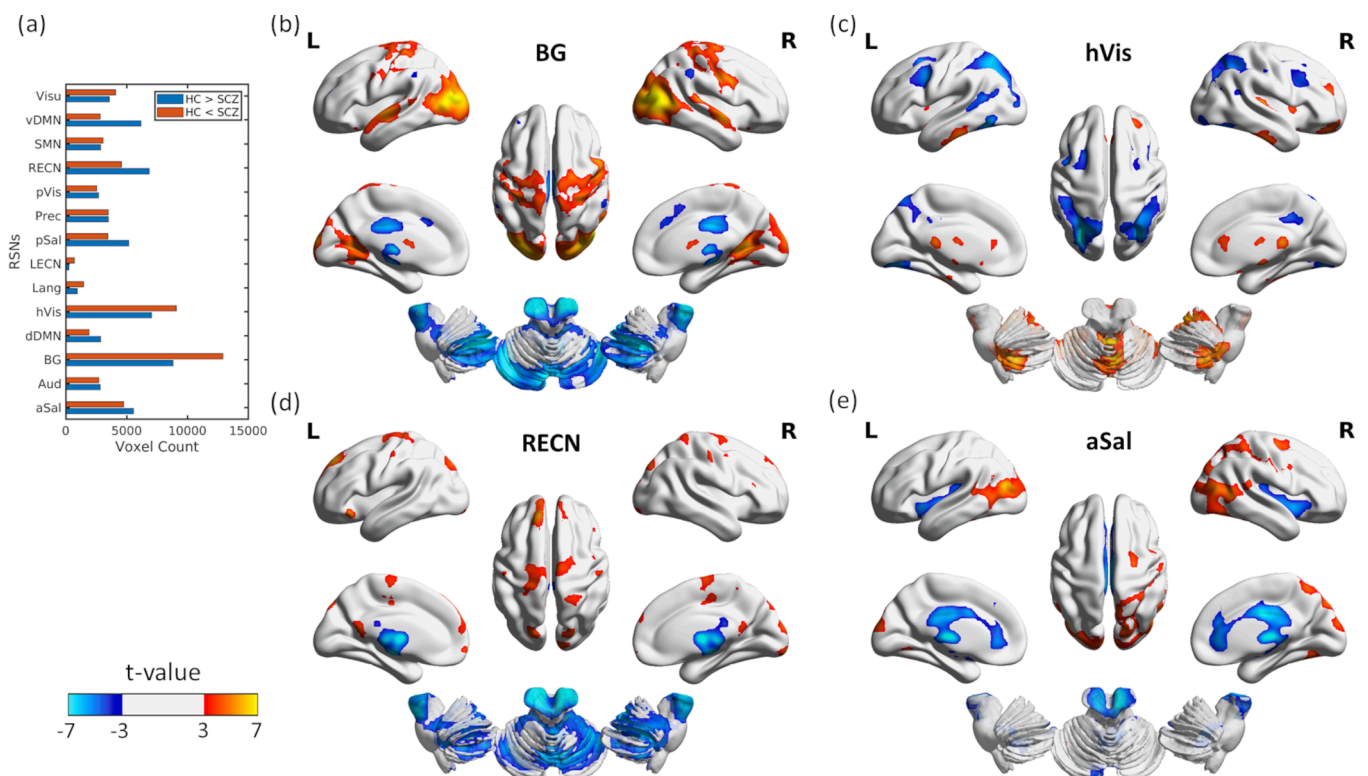 (a)
Visu
vDMN
SMN
RECN
pVis
Prec
pSal
LECN
Lang
hVis
dDMN
BG
Aud
aSal
RSNs
HC > SCZ
HC < SCZ
0 5000 10000 15000
Voxel Count
t-value
-7 -3 3 7
(b)
L BG R
(c)
L hVis R
(d)
L RECN R
(e)
L aSal R